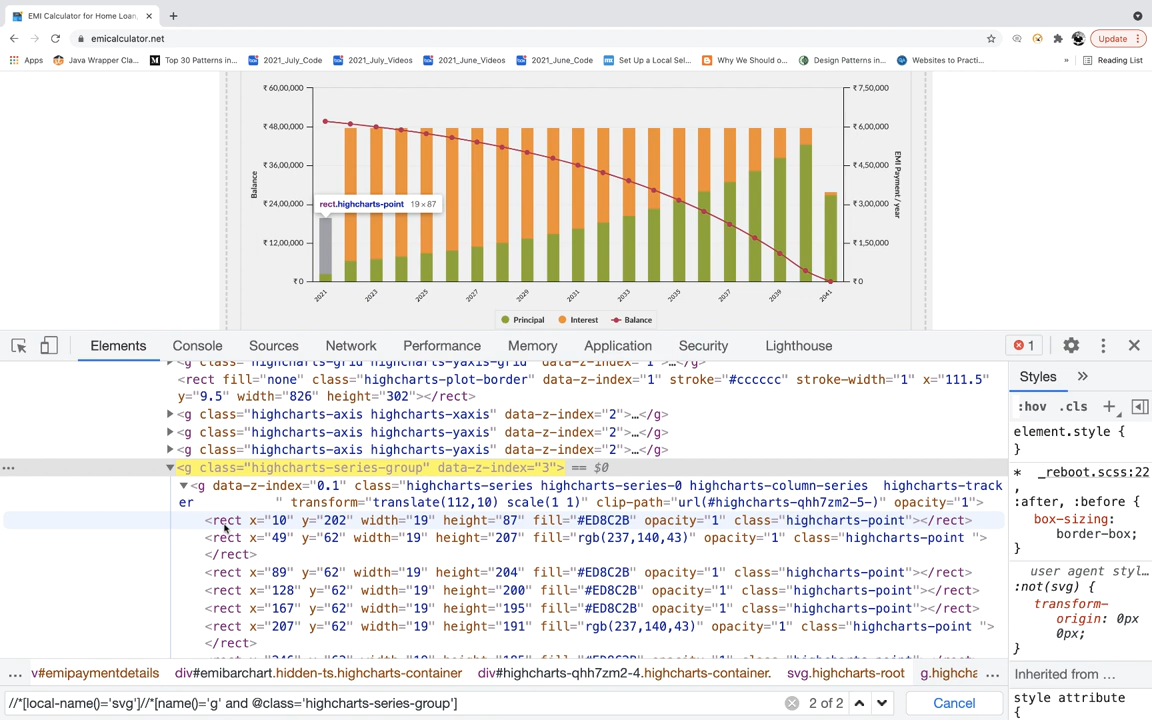 EMI Calculator for Home Loan,
emicalculator.net
Update
Apps
Java Wrapper Cla...
Top 30 Patterns in...
2021_July_Code
2021_July_Videos
2021_June_Videos
2021_June_Code
Set Up a Local Sel...
Why We Should o...
Design Patterns in...
Websites to Practi...
»
Reading List
₹ 60,00,000
₹ 48,00,000
₹ 36,00,000
₹ 24,00,000
₹ 12,00,000
₹ 0
Balance
₹ 7,50,000
₹ 6,00,000
₹ 4,50,000
₹ 3,00,000
₹ 1,50,000
₹ 0
EMI Payment / year
rect.highcharts-point 19 × 87
2021
2023
2025
2027
2029
2031
2033
2035
2037
2039
2041
Principal
Interest
Balance
Elements
Console
Sources
Network
Performance
Memory
Application
Security
Lighthouse
1
<g class="highcharts-grid highcharts-yaxis-grid" data-z-index="1">…</g>
<rect fill="none" class="highcharts-plot-border" data-z-index="1" stroke="#cccccc" stroke-width="1" x="111.5"
y="9.5" width="826" height="302"></rect>
<g class="highcharts-axis highcharts-xaxis" data-z-index="2">…</g>
<g class="highcharts-axis highcharts-yaxis" data-z-index="2">…</g>
<g class="highcharts-axis highcharts-yaxis" data-z-index="2">…</g>
<g class="highcharts-series-group" data-z-index="3"> == $0
<g data-z-index="0.1" class="highcharts-series highcharts-series-0 highcharts-column-series  highcharts-track
er            " transform="translate(112,10) scale(1 1)" clip-path="url(#highcharts-qhh7zm2-5-)" opacity="1">
<rect x="10" y="202" width="19" height="87" fill="#ED8C2B" opacity="1" class="highcharts-point"></rect>
<rect x="49" y="62" width="19" height="207" fill="rgb(237,140,43)" opacity="1" class="highcharts-point ">
</rect>
<rect x="89" y="62" width="19" height="204" fill="#ED8C2B" opacity="1" class="highcharts-point"></rect>
<rect x="128" y="62" width="19" height="200" fill="#ED8C2B" opacity="1" class="highcharts-point"></rect>
<rect x="167" y="62" width="19" height="195" fill="#ED8C2B" opacity="1" class="highcharts-point"></rect>
<rect x="207" y="62" width="19" height="191" fill="rgb(237,140,43)" opacity="1" class="highcharts-point ">
</rect>
Styles
»
:hov .cls +
element.style {
}
* _reboot.scss:22
,
:after, :before {
box-sizing:
border-box;
}
user agent styl…
:not(svg) {
transform-
origin: 0px
0px;
}
Inherited from …
style attribute
{
... v#emipaymentdetails div#emibarchart.hidden-ts.highcharts-container div#highcharts-qhh7zm2-4.highcharts-container. svg.highcharts-root g.highcha ...
//*[local-name()='svg']//*[name()='g' and @class='highcharts-series-group']
2 of 2
Cancel